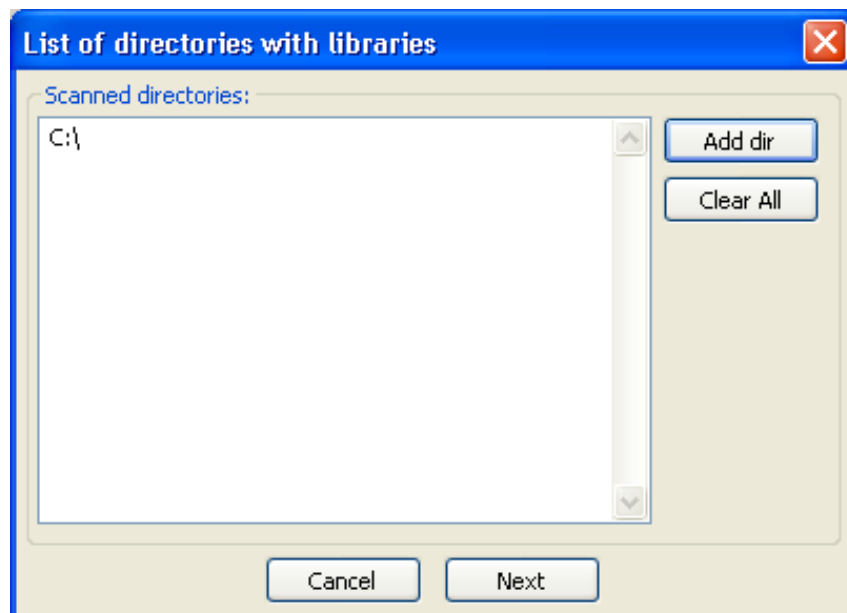 List of directories with libraries
Scanned directories:
C:\
Add dir
Clear All
Cancel
Next